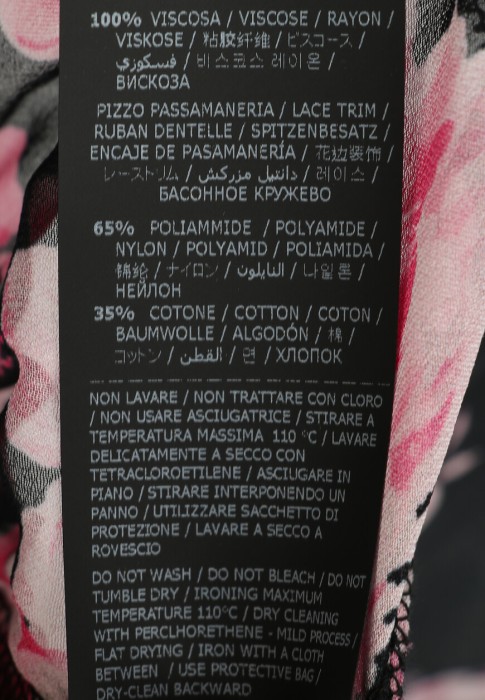 100% VISCOSA / VISCOSE / RAYON /
VISKOSE / 粘胶纤维 / ビスコース /
فسكوزي / 비스코스 레이온 /
ВИСКОЗА
PIZZO PASSAMANERIA / LACE TRIM /
RUBAN DENTELLE / SPITZENBESATZ /
ENCAJE DE PASAMANERÍA / 花边装饰 /
レーストリム / دانتيل مزركش / 레이스 /
БАСОННОЕ КРУЖЕВО
65% POLIAMMIDE / POLYAMIDE /
NYLON / POLYAMID / POLIAMIDA /
锦纶 / ナイロン / النايلون / 나일론 /
НЕЙЛОН
35% COTONE / COTTON / COTON /
BAUMWOLLE / ALGODÓN / 棉 /
コットン / القطن / 면 / ХЛОПОК
NON LAVARE / NON TRATTARE CON CLORO
/ NON USARE ASCIUGATRICE / STIRARE A
TEMPERATURA MASSIMA 110 °C / LAVARE
DELICATAMENTE A SECCO CON
TETRACLOROETILENE / ASCIUGARE IN
PIANO / STIRARE INTERPONENDO UN
PANNO / UTILIZZARE SACCHETTO DI
PROTEZIONE / LAVARE A SECCO A
ROVESCIO
DO NOT WASH / DO NOT BLEACH / DO NOT
TUMBLE DRY / IRONING MAXIMUM
TEMPERATURE 110°C / DRY CLEANING
WITH PERCLHORETHENE - MILD PROCESS /
FLAT DRYING / IRON WITH A CLOTH
BETWEEN / USE PROTECTIVE BAG /
DRY-CLEAN BACKWARD